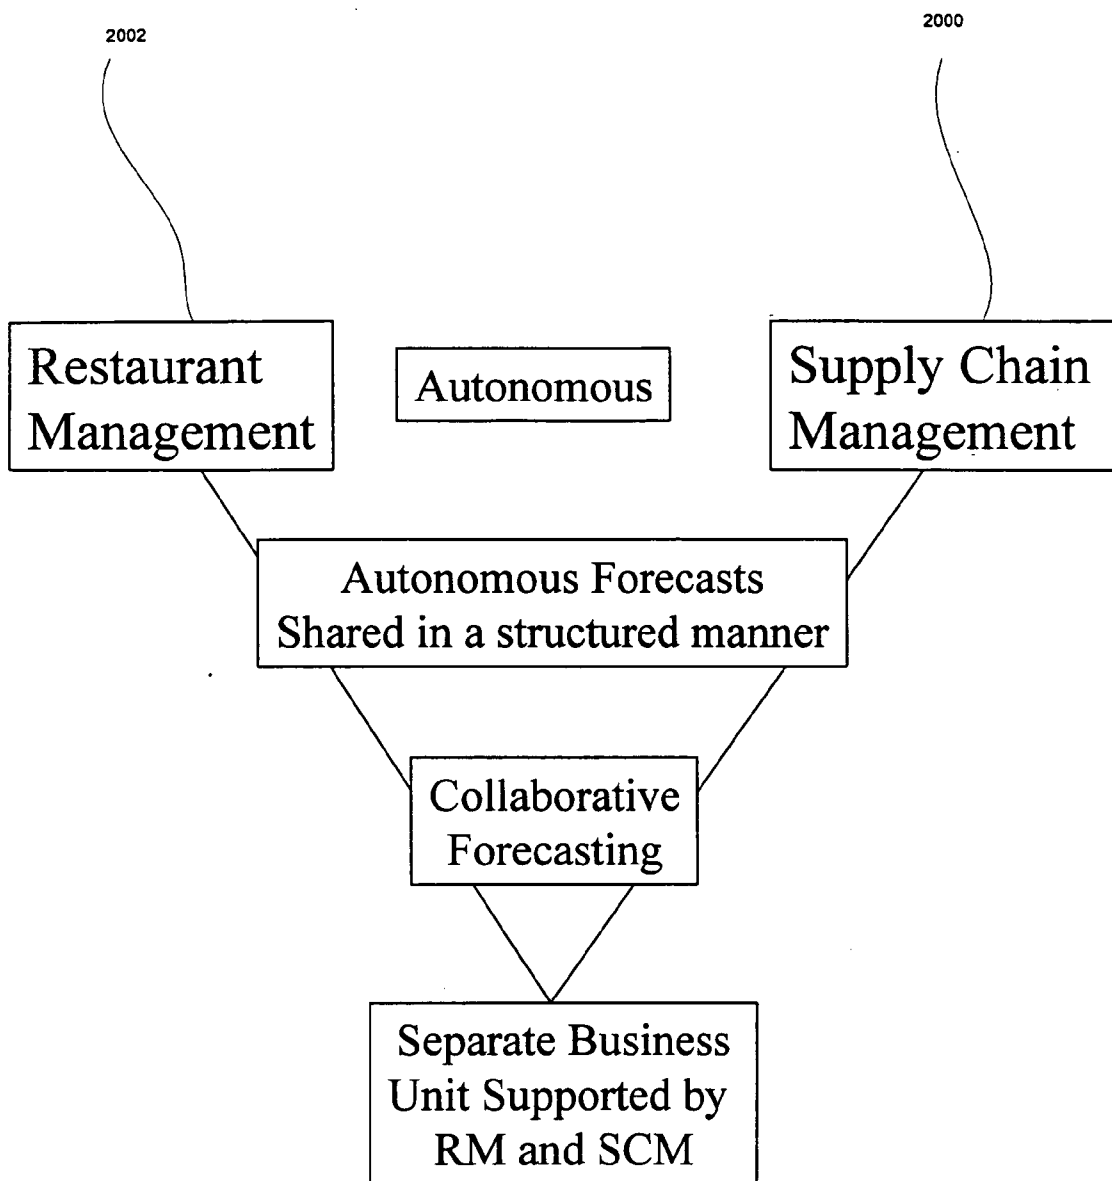 2002
2000
Restaurant
Management
Autonomous
Supply Chain
Management
Autonomous Forecasts
Shared in a structured manner
Collaborative
Forecasting
Separate Business
Unit Supported by
RM and SCM